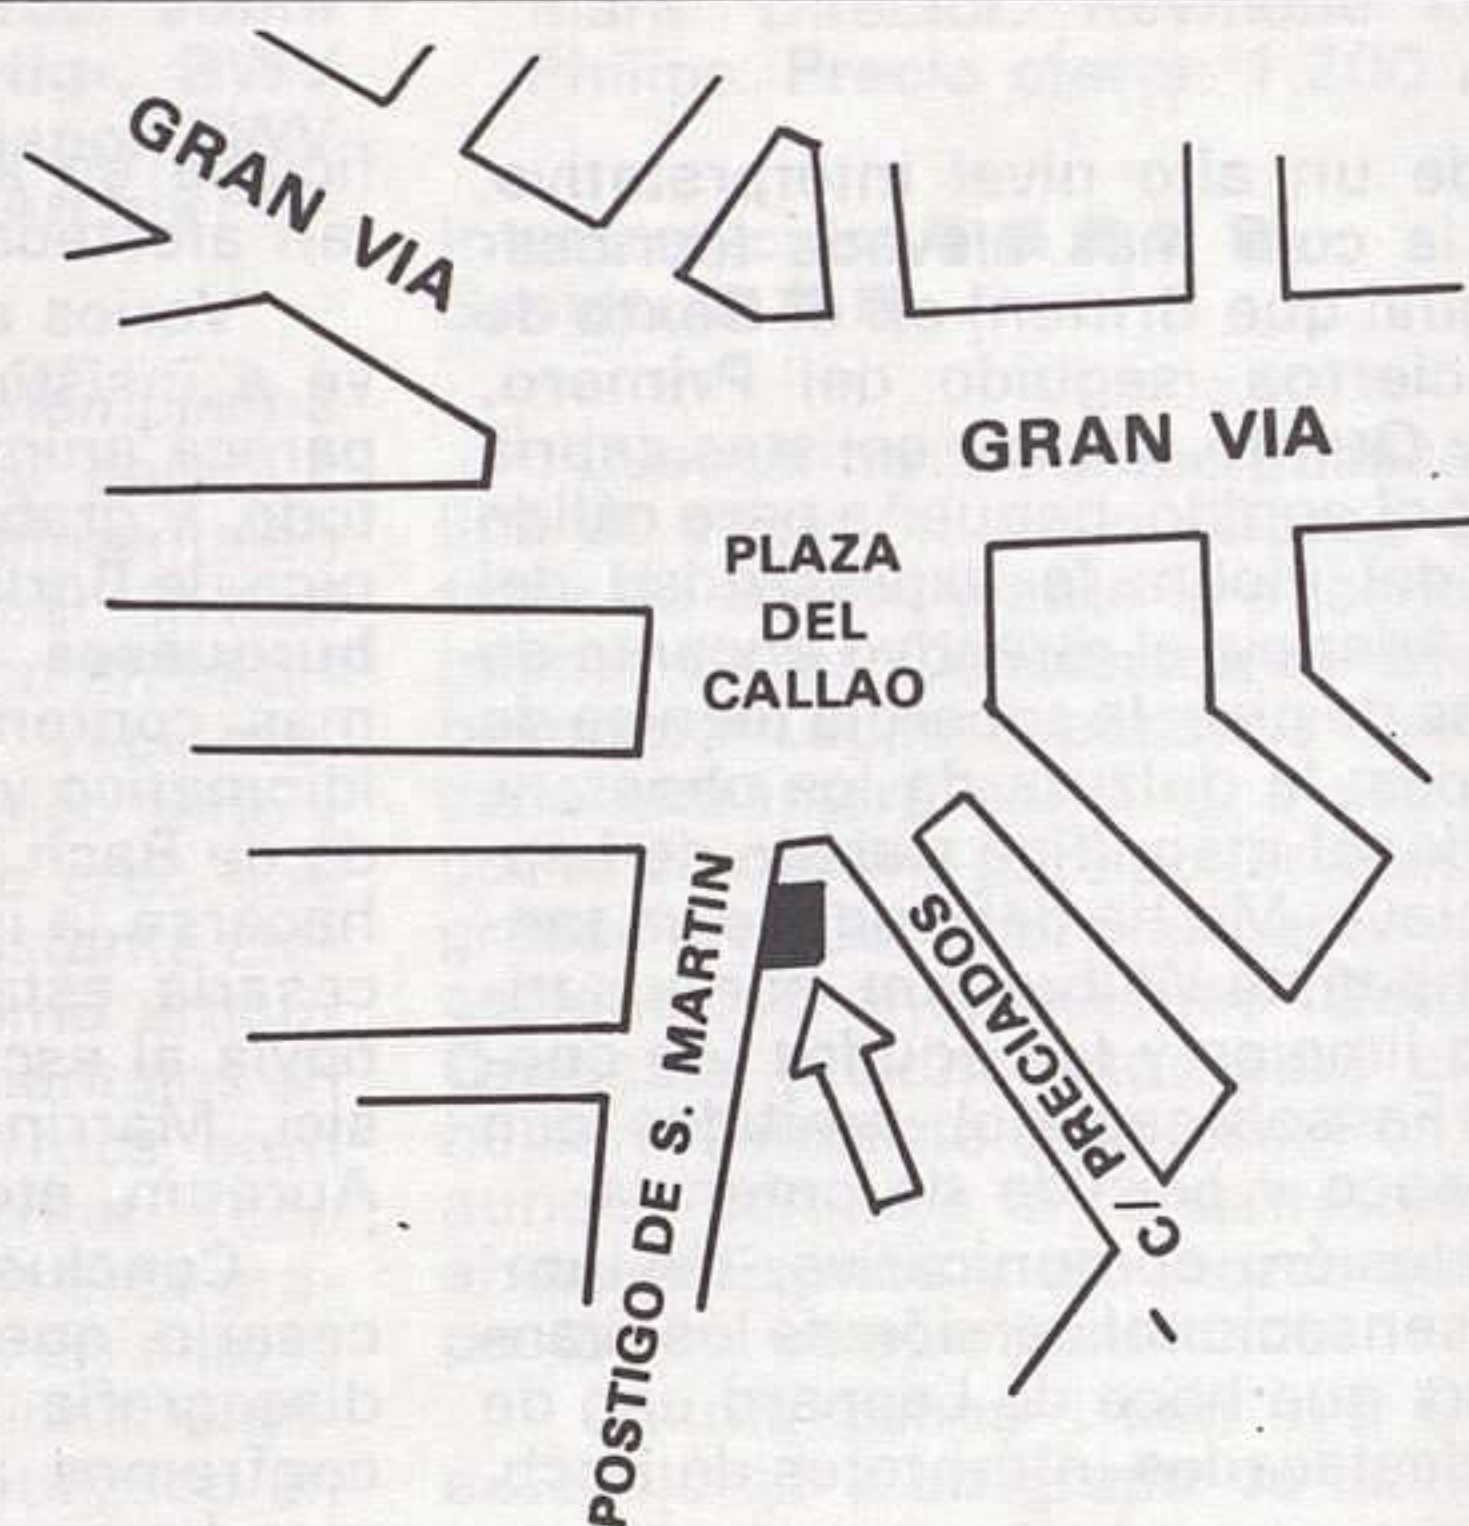 GRAN VIA
GRAN VIA
PLAZA
DEL
CALLAO
POSTIGO DE S. MARTIN
C/ PRECIADOS